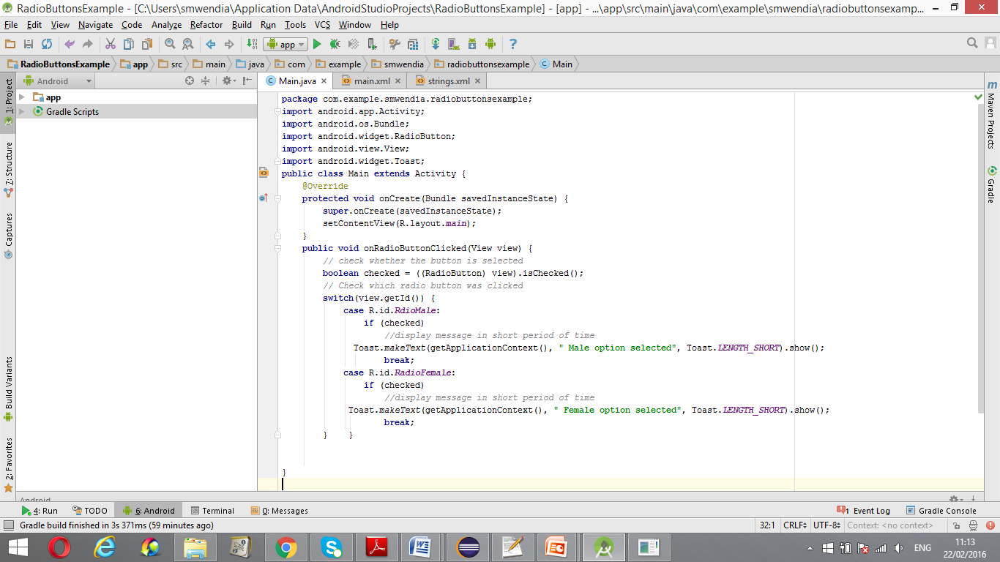 RadioButtonsExample - [C:\Users\smwendia\Application Data\AndroidStudioProjects\RadioButtonsExample] - [app] - ...\app\src\main\java\com\example\smwendia\radiobuttonsexamp...
File Edit View Navigate Code Analyze Refactor Build Run Tools VCS Window Help
app
RadioButtonsExample app src main java com example smwendia radiobuttonsexample Main
1: Project
7: Structure
Captures
Build Variants
2: Favorites
Android
app
Gradle Scripts
Main.java main.xml strings.xml
package com.example.smwendia.radiobuttonsexample;
import android.app.Activity;
import android.os.Bundle;
import android.widget.RadioButton;
import android.view.View;
import android.widget.Toast;
public class Main extends Activity {
@Override
protected void onCreate(Bundle savedInstanceState) {
super.onCreate(savedInstanceState);
setContentView(R.layout.main);
}
public void onRadioButtonClicked(View view) {
// check whether the button is selected
boolean checked = ((RadioButton) view).isChecked();
// Check which radio button was clicked
switch(view.getId()) {
case R.id.RdioMale:
if (checked)
//display message in short period of time
Toast.makeText(getApplicationContext(), " Male option selected", Toast.LENGTH_SHORT).show();
break;
case R.id.RadioFemale:
if (checked)
//display message in short period of time
Toast.makeText(getApplicationContext(), " Female option selected", Toast.LENGTH_SHORT).show();
break;
} }
}
m Maven Projects
Gradle
Android
4: Run TODO 6: Android Terminal 0: Messages 1 Event Log Gradle Console
Gradle build finished in 3s 371ms (59 minutes ago) 32:1 CRLF UTF-8 Context: <no context>
ENG 11:13
22/02/2016